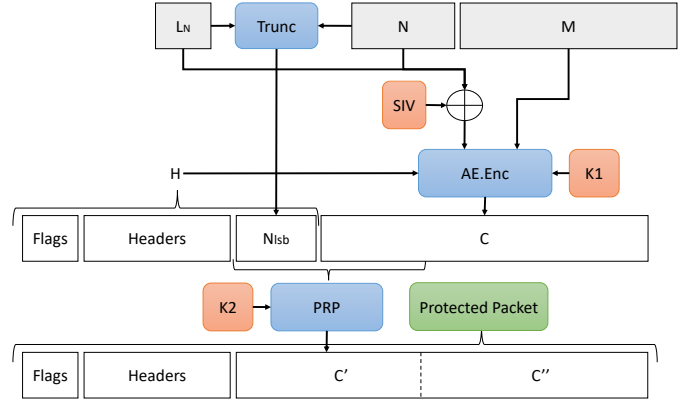 LN
Trunc
N
M
SIV
H
AE.Enc
K1
Flags
Headers
Nlsb
C
K2
PRP
Protected Packet
Flags
Headers
C′
C′′